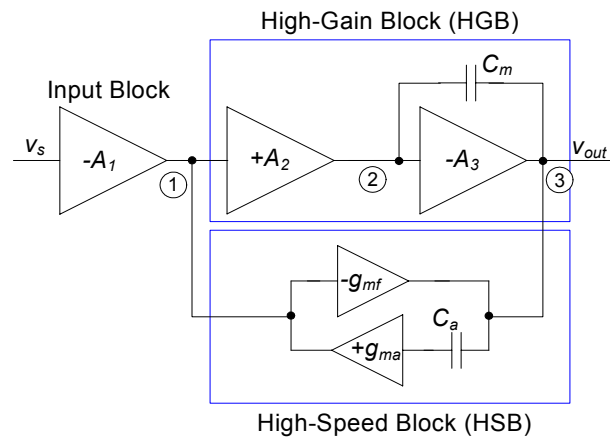 High-Gain Block (HGB)
C_m
Input Block
v_s
-A_1
+A_2
-A_3
v_out
1
2
3
-g_mf
C_a
+g_ma
High-Speed Block (HSB)